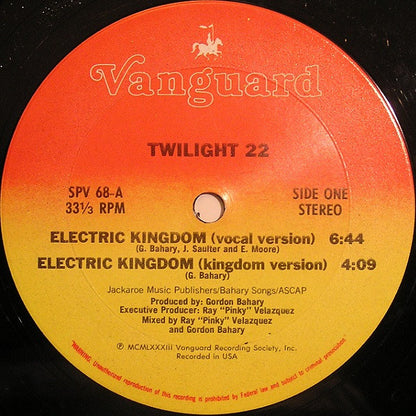 Vanguard
TWILIGHT 22
SPV 68-A
33⅓ RPM
SIDE ONE
STEREO
ELECTRIC KINGDOM (vocal version) 6:44
(G. Bahary, J. Saulter and E. Moore)
ELECTRIC KINGDOM (kingdom version) 4:09
(G. Bahary)
Jackaroe Music Publishers/Bahary Songs/ASCAP
Produced by: Gordon Bahary
Executive Producer: Ray "Pinky" Velazquez
Mixed by Ray "Pinky" Velazquez
and Gordon Bahary
℗ MCMLXXXIII Vanguard Recording Society, Inc.
Recorded in USA
"WARNING: Unauthorized reproduction of this recording is prohibited by Federal law and subject to criminal prosecution."